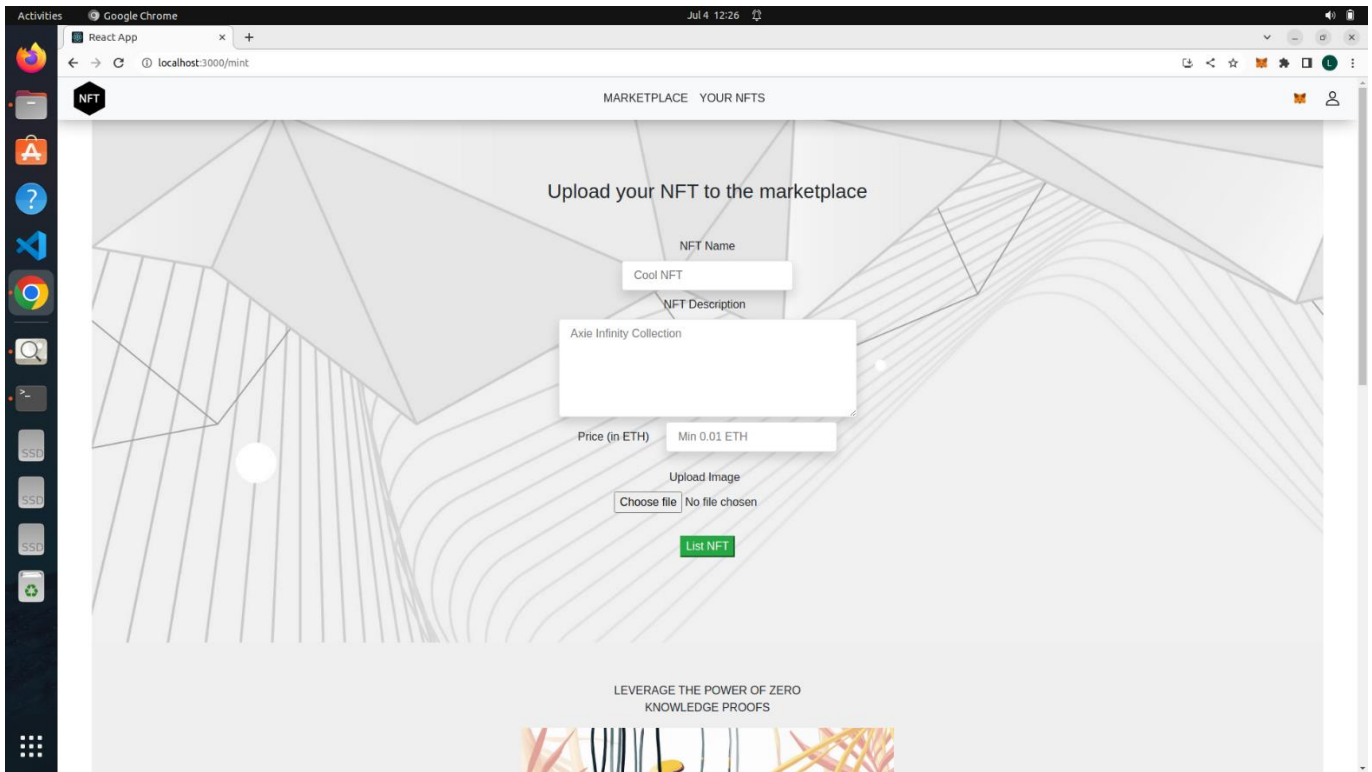 Activities Google Chrome Jul 4 12:26
React App
localhost:3000/mint L
NFT MARKETPLACE YOUR NFTS
Upload your NFT to the marketplace
NFT Name
Cool NFT
NFT Description
Axie Infinity Collection
Price (in ETH) Min 0.01 ETH
Upload Image
Choose file No file chosen
List NFT
LEVERAGE THE POWER OF ZERO
KNOWLEDGE PROOFS
SSD
SSD
SSD